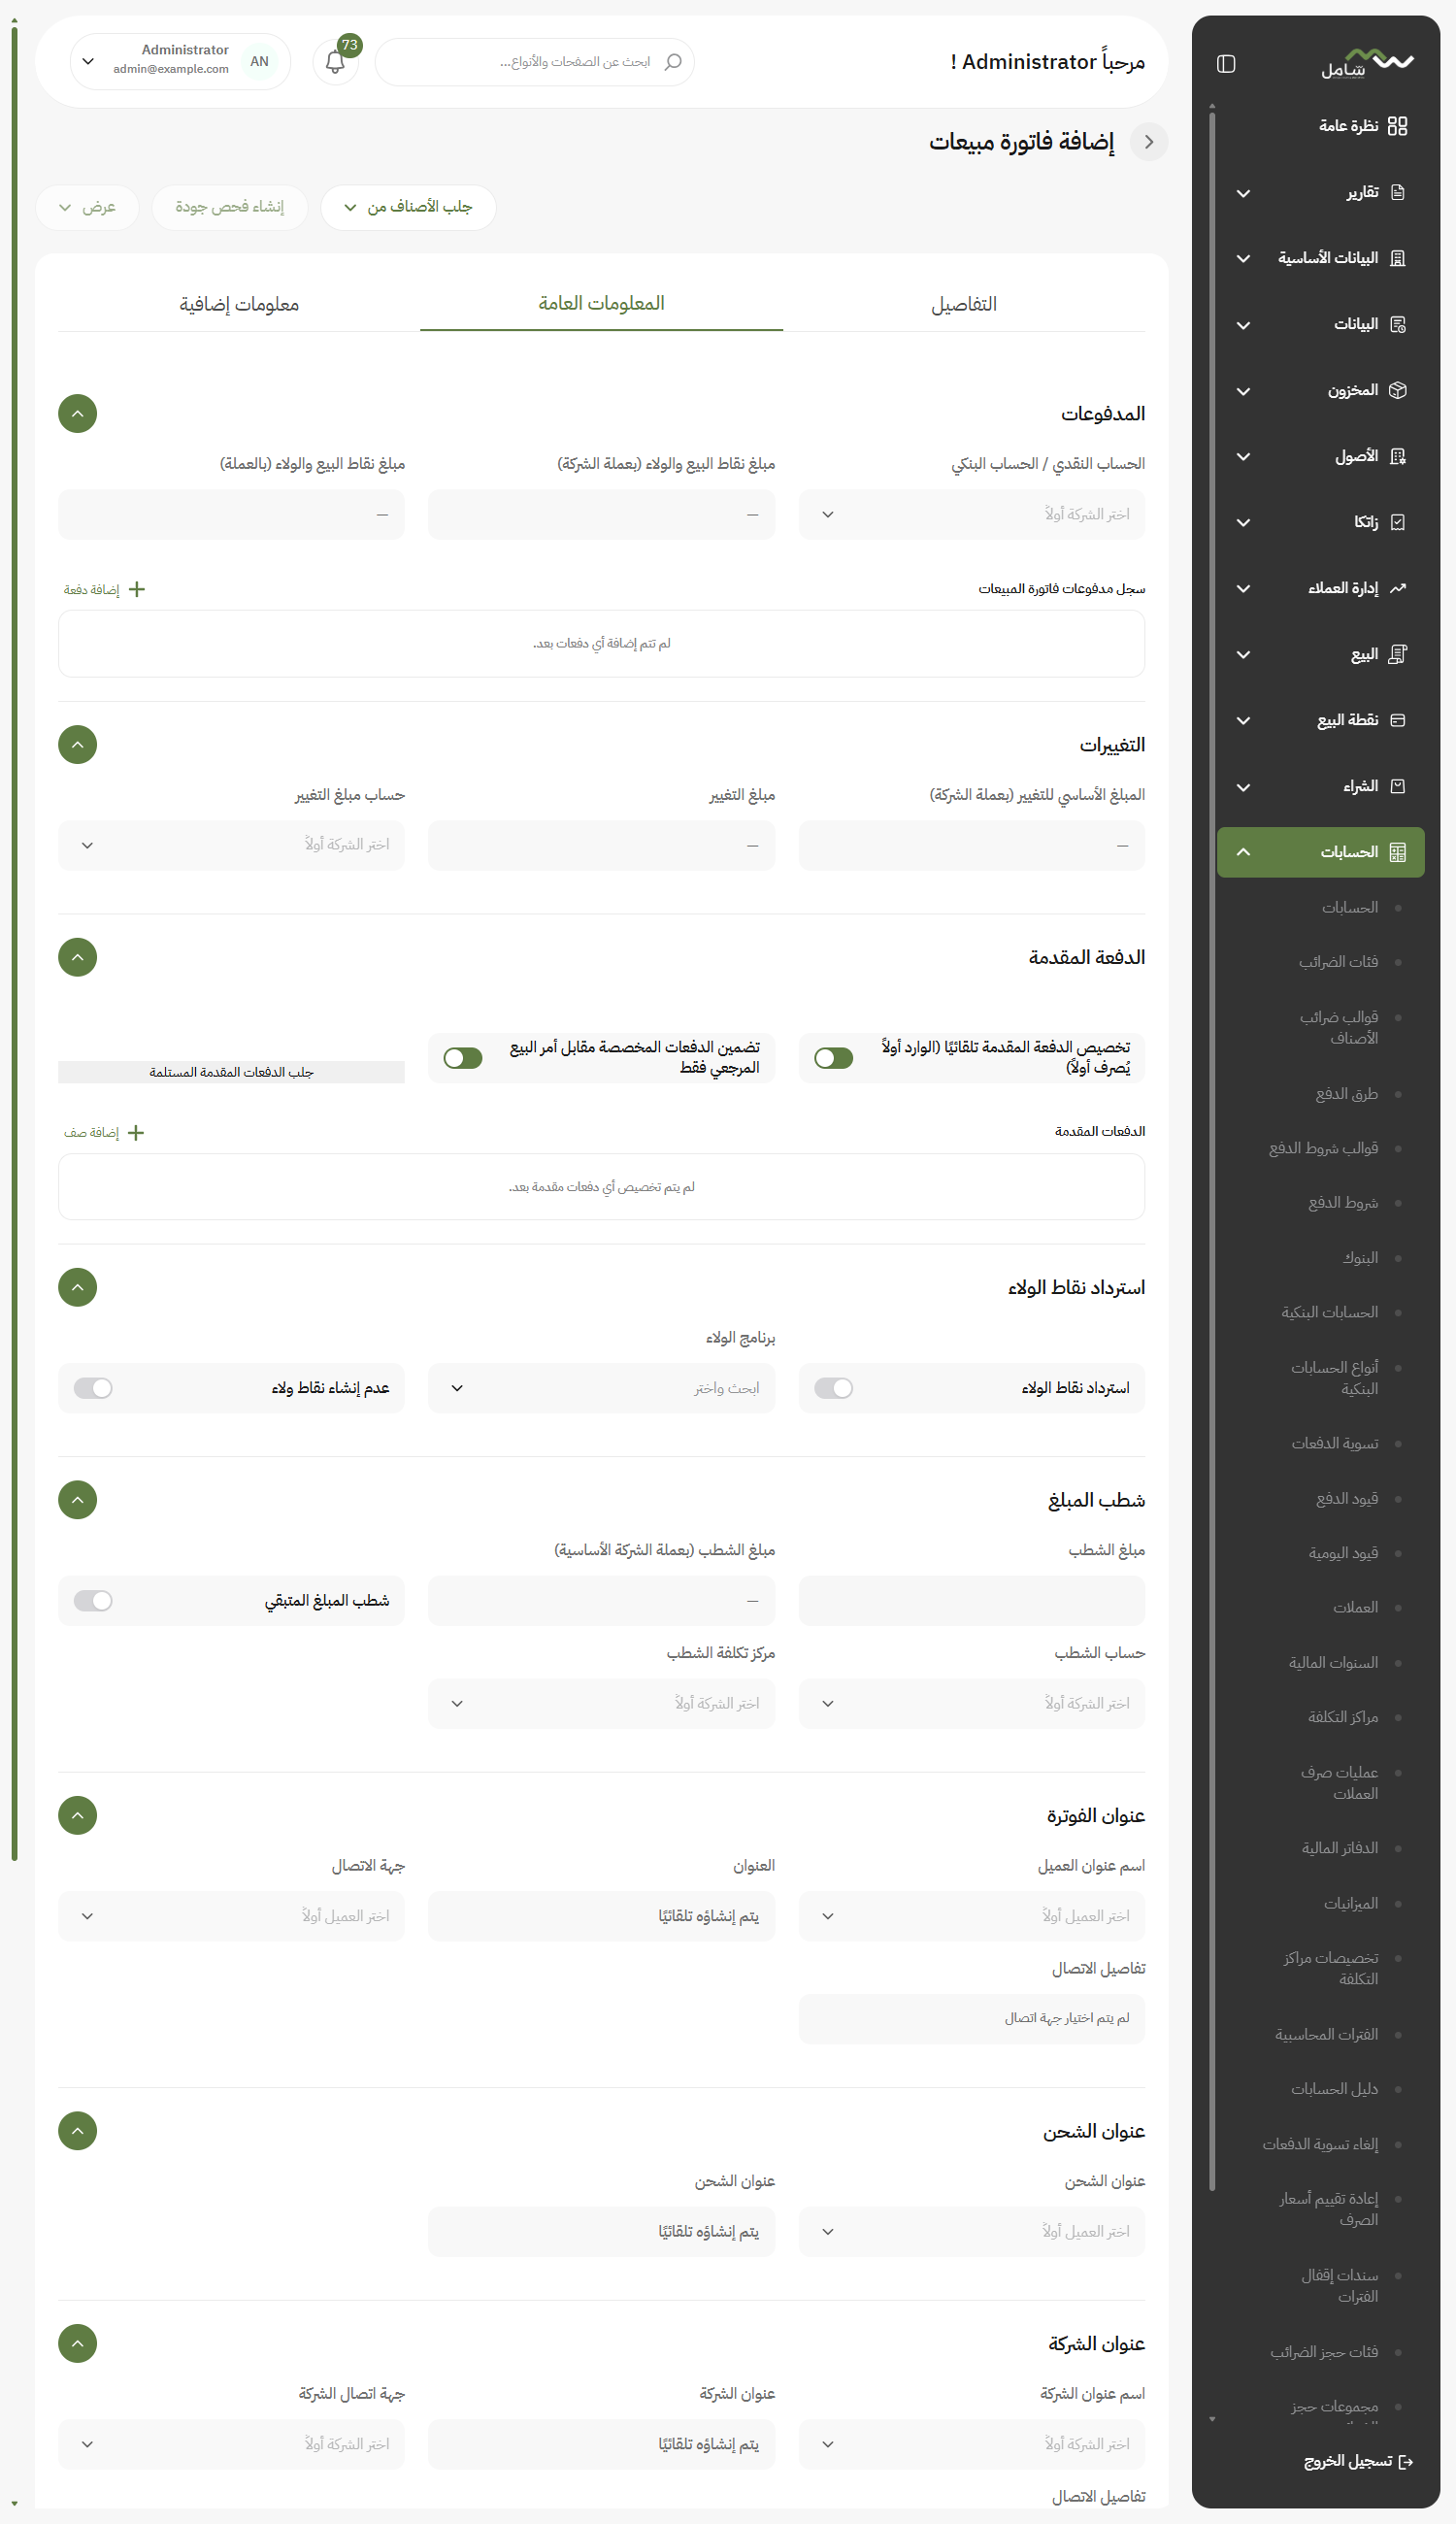 شامل
نظرة عامة
تقارير
البيانات الأساسية
البيانات
المخزون
الأصول
زاتكا
إدارة العملاء
البيع
نقطة البيع
الشراء
الحسابات
الحسابات
فئات الضرائب
قوالب ضرائب
الأصناف
طرق الدفع
قوالب شروط الدفع
شروط الدفع
البنوك
الحسابات البنكية
أنواع الحسابات
البنكية
تسوية الدفعات
قيود الدفع
قيود اليومية
العملات
السنوات المالية
مراكز التكلفة
عمليات صرف
العملات
الدفاتر المالية
الميزانيات
تخصيصات مراكز
التكلفة
الفترات المحاسبية
دليل الحسابات
إلغاء تسوية الدفعات
إعادة تقييم أسعار
الصرف
سندات إقفال
الفترات
فئات حجز الضرائب
مجموعات حجز
تسجيل الخروج
مرحباً Administrator !
ابحث عن الصفحات والأنواع...
73
AN
Administrator
admin@example.com
إضافة فاتورة مبيعات
جلب الأصناف من
إنشاء فحص جودة
عرض
التفاصيل
المعلومات العامة
معلومات إضافية
المدفوعات
الحساب النقدي / الحساب البنكي
مبلغ نقاط البيع والولاء (بعملة الشركة)
مبلغ نقاط البيع والولاء (بالعملة)
اختر الشركة أولاً
—
—
سجل مدفوعات فاتورة المبيعات
إضافة دفعة
لم تتم إضافة أي دفعات بعد.
التغييرات
المبلغ الأساسي للتغيير (بعملة الشركة)
مبلغ التغيير
حساب مبلغ التغيير
—
—
اختر الشركة أولاً
الدفعة المقدمة
تخصيص الدفعة المقدمة تلقائيًا (الوارد أولاً
يُصرف أولاً)
تضمين الدفعات المخصصة مقابل أمر البيع
المرجعي فقط
جلب الدفعات المقدمة المستلمة
الدفعات المقدمة
إضافة صف
لم يتم تخصيص أي دفعات مقدمة بعد.
استرداد نقاط الولاء
برنامج الولاء
استرداد نقاط الولاء
ابحث واختر
عدم إنشاء نقاط ولاء
شطب المبلغ
مبلغ الشطب
مبلغ الشطب (بعملة الشركة الأساسية)
—
شطب المبلغ المتبقي
حساب الشطب
مركز تكلفة الشطب
اختر الشركة أولاً
اختر الشركة أولاً
عنوان الفوترة
اسم عنوان العميل
العنوان
جهة الاتصال
اختر العميل أولاً
يتم إنشاؤه تلقائيًا
اختر العميل أولاً
تفاصيل الاتصال
لم يتم اختيار جهة اتصال
عنوان الشحن
عنوان الشحن
عنوان الشحن
اختر العميل أولاً
يتم إنشاؤه تلقائيًا
عنوان الشركة
اسم عنوان الشركة
عنوان الشركة
جهة اتصال الشركة
اختر الشركة أولاً
يتم إنشاؤه تلقائيًا
اختر الشركة أولاً
تفاصيل الاتصال